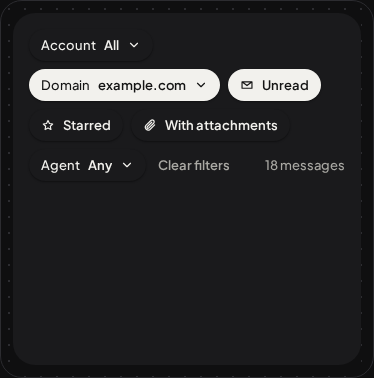 Account All
Domain example.com Unread
Starred With attachments
Agent Any Clear filters 18 messages